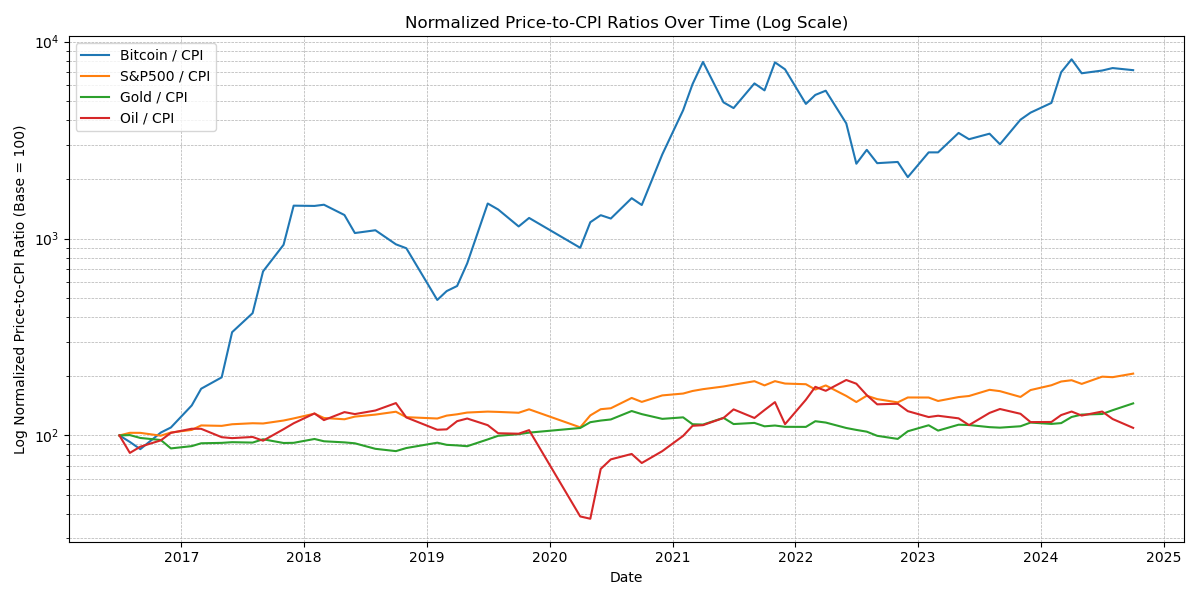 Normalized Price-to-CPI Ratios Over Time (Log Scale)
Bitcoin / CPI
S&P500 / CPI
Gold / CPI
Oil / CPI
Log Normalized Price-to-CPI Ratio (Base = 100)
10⁴
10³
10²
2017 2018 2019 2020 2021 2022 2023 2024 2025
Date